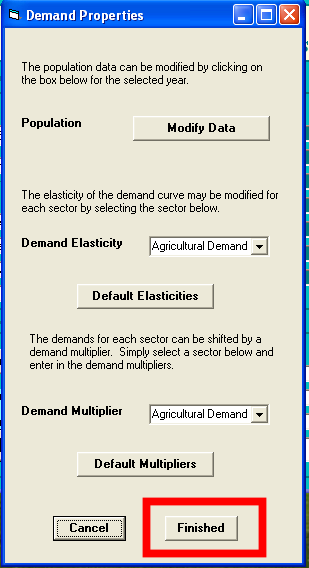 Demand Properties
The population data can be modified by clicking on
the box below for the selected year.
Population
Modify Data
The elasticity of the demand curve may be modified for
each sector by selecting the sector below.
Demand Elasticity
Agricultural Demand
Default Elasticities
The demands for each sector can be shifted by a
demand multiplier. Simply select a sector below and
enter in the demand multipliers.
Demand Multiplier
Agricultural Demand
Default Multipliers
Cancel
Finished